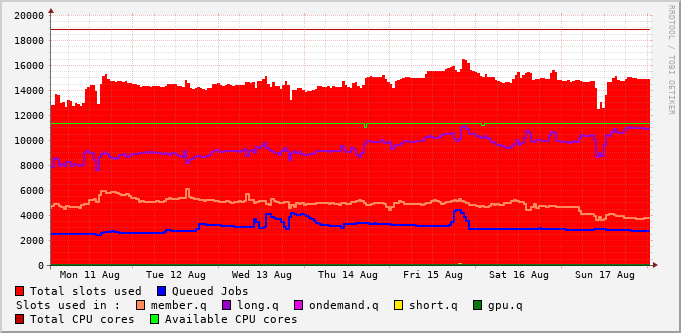 RRDTOOL / TOBI OETIKER
20000
18000
16000
14000
12000
10000
8000
6000
4000
2000
0
Mon 11 Aug Tue 12 Aug Wed 13 Aug Thu 14 Aug Fri 15 Aug Sat 16 Aug Sun 17 Aug
Total slots used Queued Jobs
Slots used in : member.q long.q ondemand.q short.q gpu.q
Total CPU cores Available CPU cores